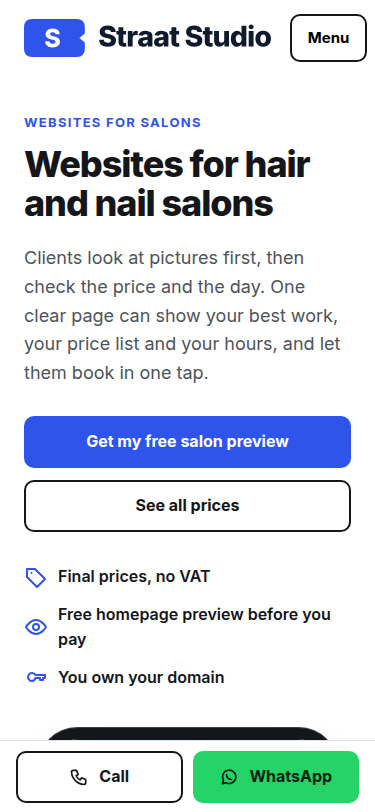 S Straat Studio Menu
WEBSITES FOR SALONS
Websites for hair
and nail salons
Clients look at pictures first, then
check the price and the day. One
clear page can show your best work,
your price list and your hours, and let
them book in one tap.
Get my free salon preview
See all prices
Final prices, no VAT
Free homepage preview before you
pay
You own your domain
Call WhatsApp